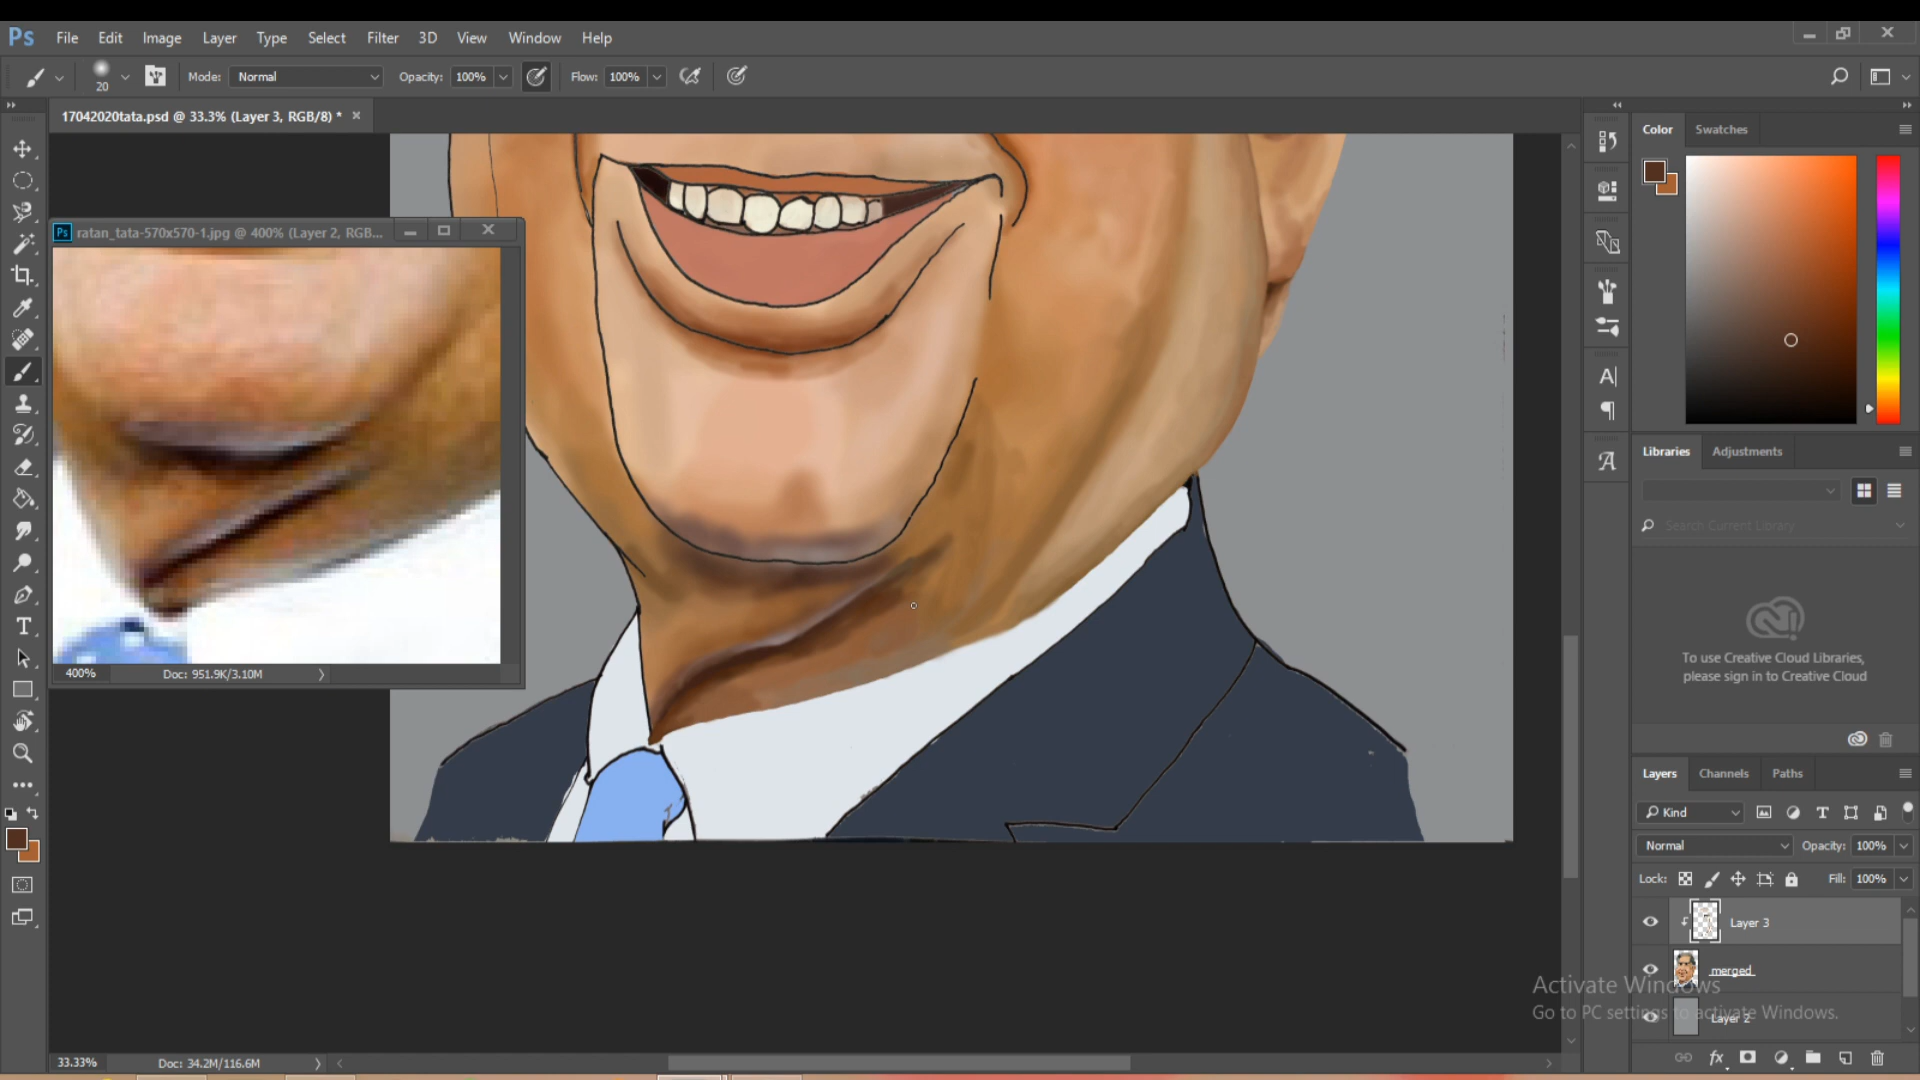 Ps File Edit Image Layer Type Select Filter 3D View Window Help
20 Mode: Normal Opacity: 100% Flow: 100%
17042020tata.psd @ 33.3% (Layer 3, RGB/8) *
Color Swatches
Ps ratan_tata-570x570-1.jpg @ 400% (Layer 2, RGB...
400% Doc: 951.9K/3.10M
Libraries Adjustments
Search Current Library
To use Creative Cloud Libraries,
please sign in to Creative Cloud
Layers Channels Paths
Kind
Normal Opacity: 100%
Lock: Fill: 100%
Layer 3
merged
Layer 2
Activate Windows
Go to PC settings to activate Windows.
33.33% Doc: 34.2M/116.6M